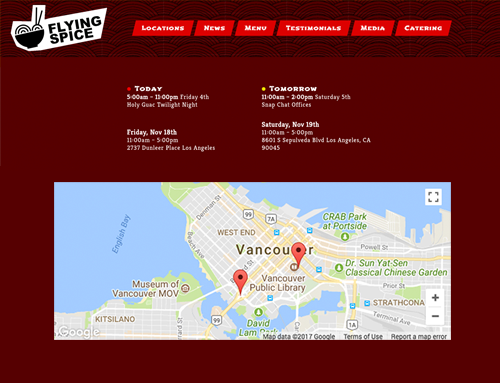 FLYING
SPICE
Locations
News
Menu
Testimonials
Media
Catering
Today
5:00am - 11:00pm Friday 4th
Holy Guac Twilight Night
Friday, Nov 18th
11:00am - 5:00pm
2737 Dunleer Place Los Angeles
Tomorrow
11:00am - 2:00pm Saturday 5th
Snap Chat Offices
Saturday, Nov 19th
11:00am - 5:00pm
8601 S Sepulveda Blvd Los Angeles, CA
90045
Denman St
99
7A
CRAB Park
at Portside
WEST END
English Bay
Beach Ave
Powell St
Vancouver
7A
Dr. Sun Yat-Sen
Classical Chinese Garden
Vancouver
Public Library
Museum of
Vancouver MOV
STRATHCONA
KITSILANO
David
Lam Park
Terminal Ave
Prior St
Google
Map data ©2017 Google
Terms of Use
Report a map error